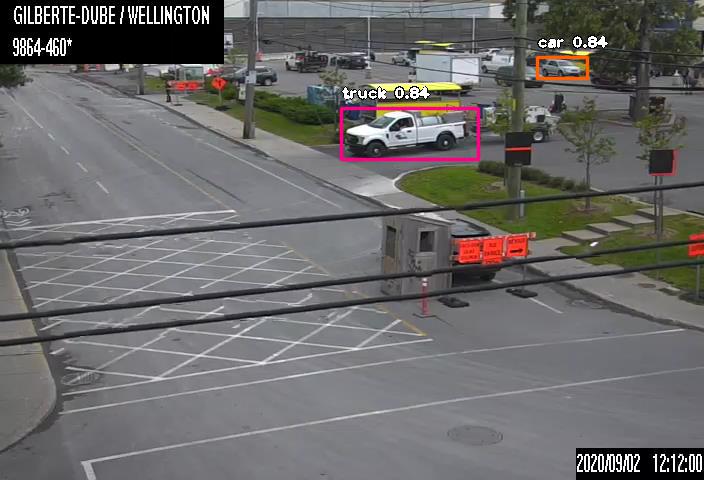 GILBERTE-DUBE / WELLINGTON
9864-460*
car 0.84
truck 0.84
2020/09/02 12:12:00